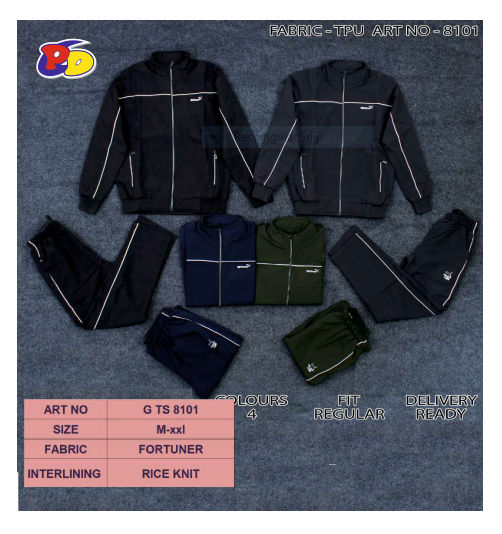 FABRIC - TPU ART NO - 8101
PD
COLOURS
4
FIT
REGULAR
DELIVERY
READY
ART NO G TS 8101
SIZE M-xxl
FABRIC FORTUNER
INTERLINING RICE KNIT